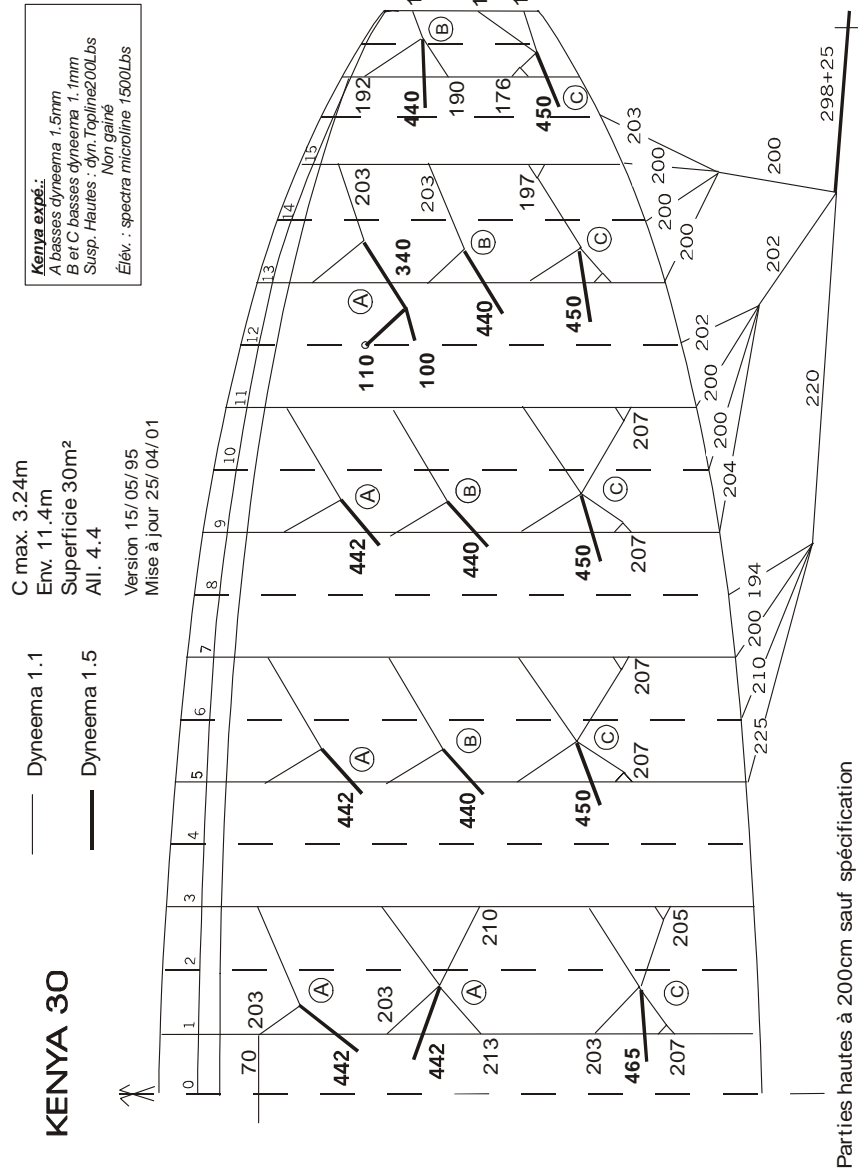 KENYA 30
Dyneema 1.1
Dyneema 1.5
C max. 3.24m
Env. 11.4m
Superficie 30m²
All. 4.4
Version 15/05/95
Mise à jour 25/04/01
Kenya expé.:
A basses dyneema 1.5mm
B et C basses dyneema 1.1mm
Susp. Hautes : dyn.Topline200Lbs
Non gainé
Élév. : spectra microline 1500Lbs
0
1
2
3
4
5
6
7
8
9
10
11
12
13
14
15
70
203
A
442
203
210
A
442
213
203
205
C
465
207
A
442
B
440
207
C
450
207
A
442
B
440
207
C
450
207
203
A
340
110
100
203
B
440
197
C
450
192
B
440
190
176
450
C
225
210
200
194
204
200
200
202
200
200
200
203
220
202
200
298+25
Parties hautes à 200cm sauf spécification